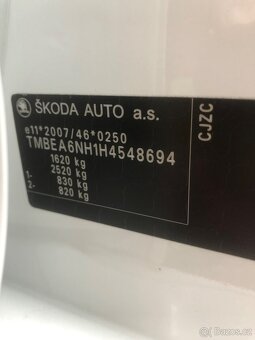 ŠKODA AUTO a.s.
e11*2007/46*0250
TMBEA6NH1H4548694
1620 kg
2520 kg
1- 830 kg
2- 820 kg
CJZC
bazos.cz